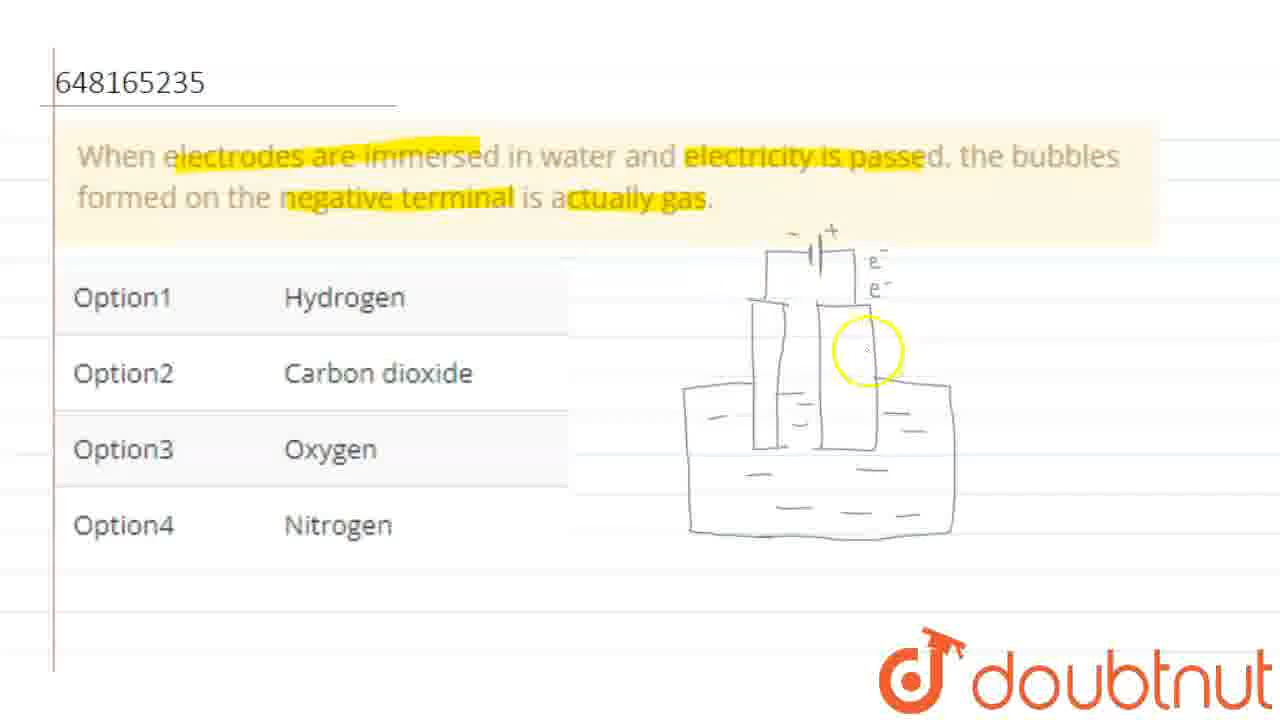 648165235
When electrodes are immersed in water and electricity is passed. the bubbles
formed on the negative terminal is actually gas.
- +
e-
e-
Option1 Hydrogen
Option2 Carbon dioxide
Option3 Oxygen
Option4 Nitrogen
doubtnut